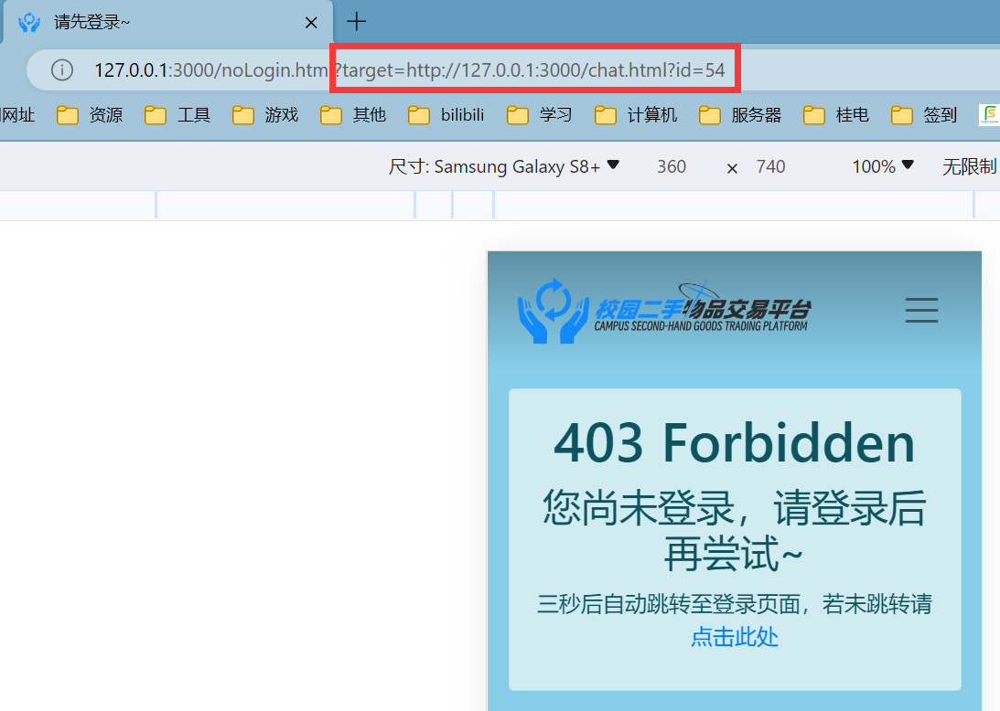 请先登录~
127.0.0.1:3000/noLogin.htm?target=http://127.0.0.1:3000/chat.html?id=54
网址 资源 工具 游戏 其他 bilibili 学习 计算机 服务器 桂电 签到
尺寸: Samsung Galaxy S8+ 360 × 740 100% 无限制
校园二手物品交易平台
CAMPUS SECOND-HAND GOODS TRADING PLATFORM
403 Forbidden
您尚未登录，请登录后
再尝试~
三秒后自动跳转至登录页面，若未跳转请
点击此处